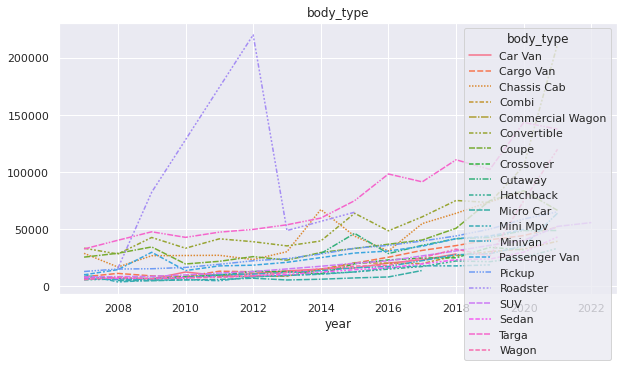 body_type
200000
150000
100000
50000
0
2008
2010
2012
2014
2016
2018
2020
2022
year
body_type
Car Van
Cargo Van
Chassis Cab
Combi
Commercial Wagon
Convertible
Coupe
Crossover
Cutaway
Hatchback
Micro Car
Mini Mpv
Minivan
Passenger Van
Pickup
Roadster
SUV
Sedan
Targa
Wagon